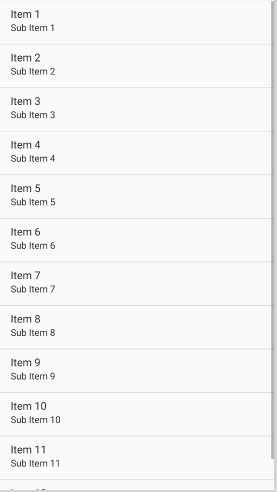 Item 1
Sub Item 1
Item 2
Sub Item 2
Item 3
Sub Item 3
Item 4
Sub Item 4
Item 5
Sub Item 5
Item 6
Sub Item 6
Item 7
Sub Item 7
Item 8
Sub Item 8
Item 9
Sub Item 9
Item 10
Sub Item 10
Item 11
Sub Item 11